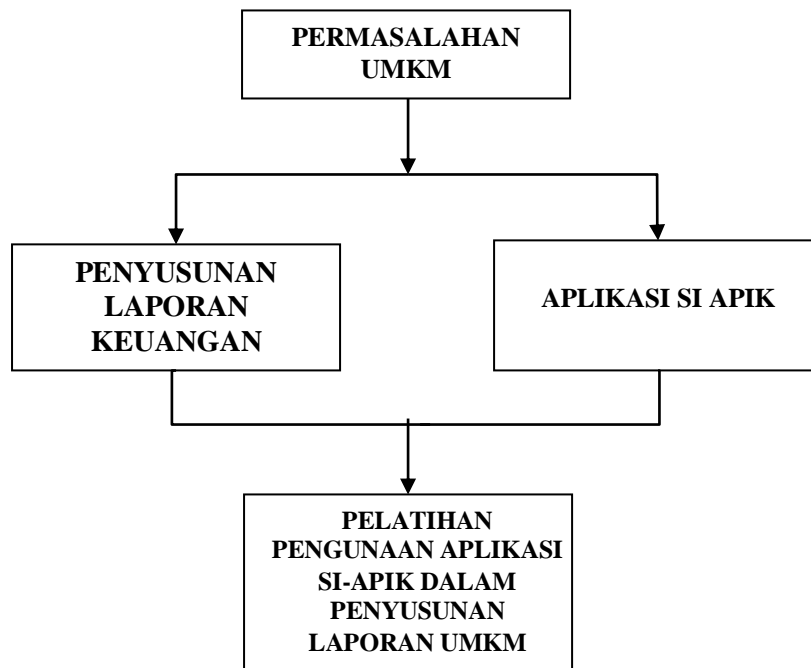 PERMASALAHAN
UMKM
PENYUSUNAN
LAPORAN
KEUANGAN
APLIKASI SI APIK
PELATIHAN
PENGUNAAN APLIKASI
SI-APIK DALAM
PENYUSUNAN
LAPORAN UMKM